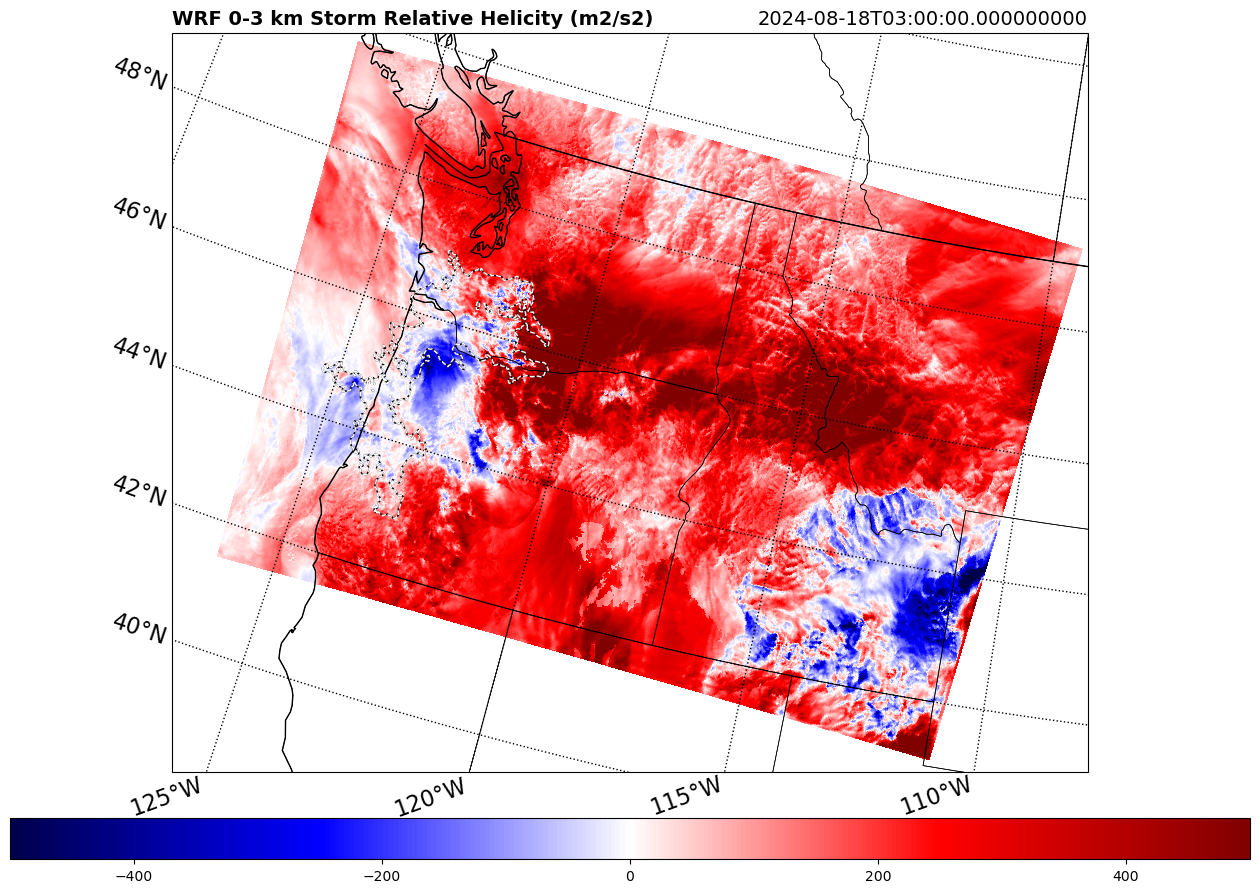 WRF 0-3 km Storm Relative Helicity (m2/s2)
2024-08-18T03:00:00.000000000
48°N
46°N
44°N
42°N
40°N
125°W
120°W
115°W
110°W
−400
−200
0
200
400